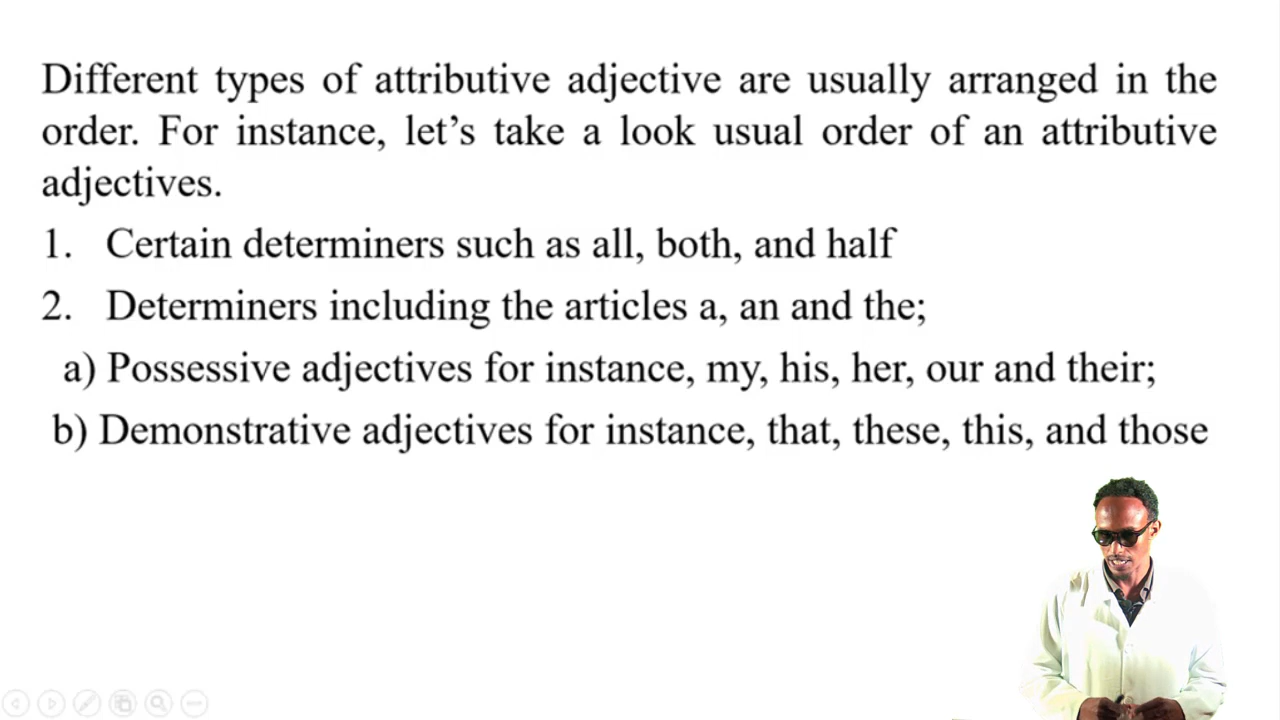 Different types of attributive adjective are usually arranged in the
order. For instance, let’s take a look usual order of an attributive
adjectives.
1. Certain determiners such as all, both, and half
2. Determiners including the articles a, an and the;
a) Possessive adjectives for instance, my, his, her, our and their;
b) Demonstrative adjectives for instance, that, these, this, and those